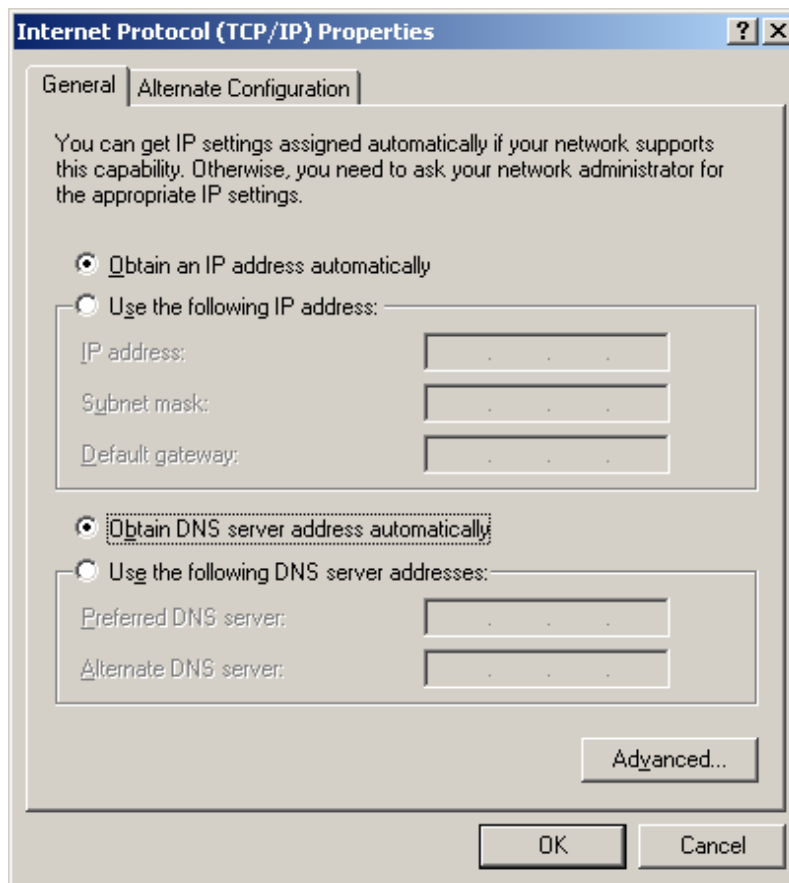 Internet Protocol (TCP/IP) Properties
General
Alternate Configuration
You can get IP settings assigned automatically if your network supports
this capability. Otherwise, you need to ask your network administrator for
the appropriate IP settings.
Obtain an IP address automatically
Use the following IP address:
IP address:
Subnet mask:
Default gateway:
Obtain DNS server address automatically
Use the following DNS server addresses:
Preferred DNS server:
Alternate DNS server:
Advanced...
OK
Cancel